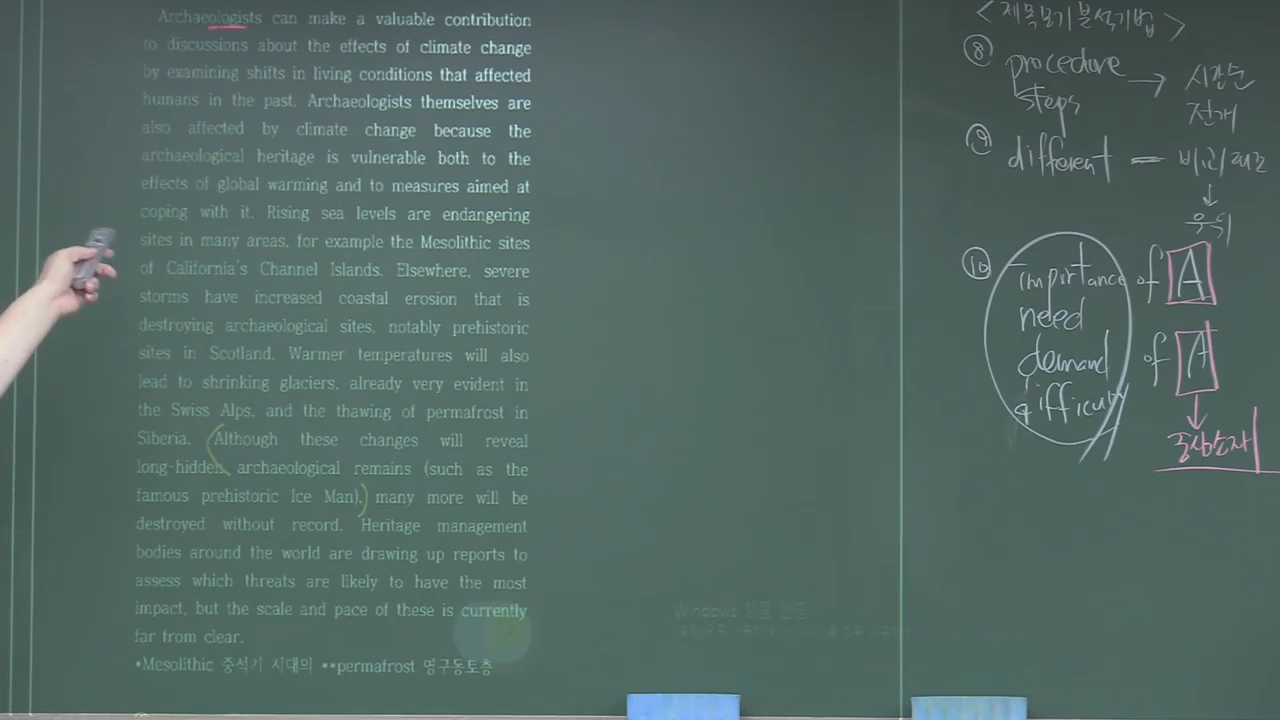 Archaeologists can make a valuable contribution
to discussions about the effects of climate change
by examining shifts in living conditions that affected
humans in the past. Archaeologists themselves are
also affected by climate change because the
archaeological heritage is vulnerable both to the
effects of global warming and to measures aimed at
coping with it. Rising sea levels are endangering
sites in many areas, for example the Mesolithic sites
of California's Channel Islands. Elsewhere, severe
storms have increased coastal erosion that is
destroying archaeological sites, notably prehistoric
sites in Scotland. Warmer temperatures will also
lead to shrinking glaciers, already very evident in
the Swiss Alps, and the thawing of permafrost in
Siberia. (Although these changes will reveal
long-hidden archaeological remains (such as the
famous prehistoric Ice Man),) many more will be
destroyed without record. Heritage management
bodies around the world are drawing up reports to
assess which threats are likely to have the most
impact, but the scale and pace of these is currently
far from clear.
*Mesolithic 중석기 시대의 **permafrost 영구동토층
<제목보기 분석기법>
⑧ procedure
steps → 시간순
전개
⑨ different = 비교/대조
↓
우위
⑩ importance of A
need
demand of A
difficulty
↓
중심소재
Windows 정품 인증